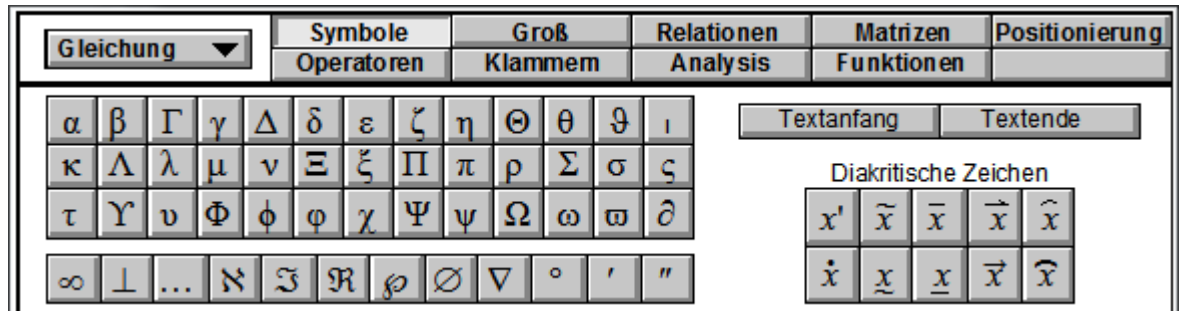 Gleichung Symbole Groß Relationen Matrizen Positionierung
Operatoren Klammern Analysis Funktionen
α β Γ γ Δ δ ε ζ η Θ θ ϑ ι
Textanfang Textende
κ Λ λ μ ν Ξ ξ Π π ρ Σ σ ς
Diakritische Zeichen
τ ϒ υ Φ ϕ φ χ Ψ ψ Ω ω ϖ ∂
x' x̃ x̅ x⃑ x̂
∞ ⊥ … ℵ ℑ ℜ ℘ ∅ ∇ ° ′ ″
ẋ x̰ x̲ x⃗ x̑